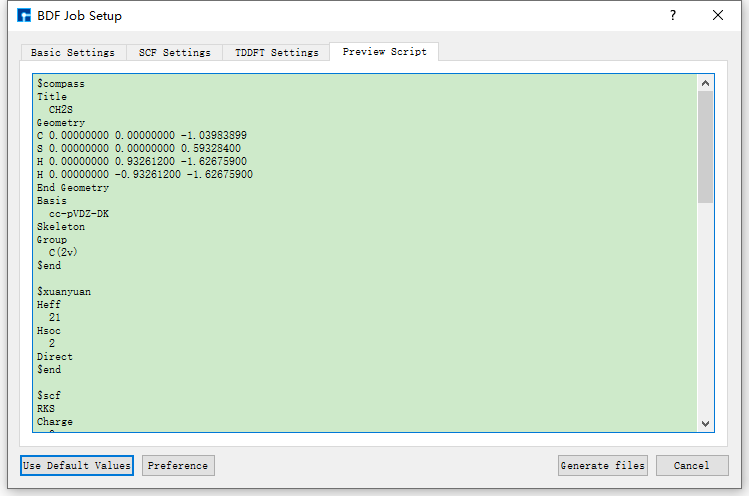 BDF Job Setup
?
Basic Settings
SCF Settings
TDDFT Settings
Preview Script
$compass
Title
CH2S
Geometry
C 0.00000000 0.00000000 -1.03983899
S 0.00000000 0.00000000 0.59328400
H 0.00000000 0.93261200 -1.62675900
H 0.00000000 -0.93261200 -1.62675900
End Geometry
Basis
cc-pVDZ-DK
Skeleton
Group
C(2v)
$end
$xuanyuan
Heff
21
Hsoc
2
Direct
$end
$scf
RKS
Charge
Use Default Values
Preference
Generate files
Cancel